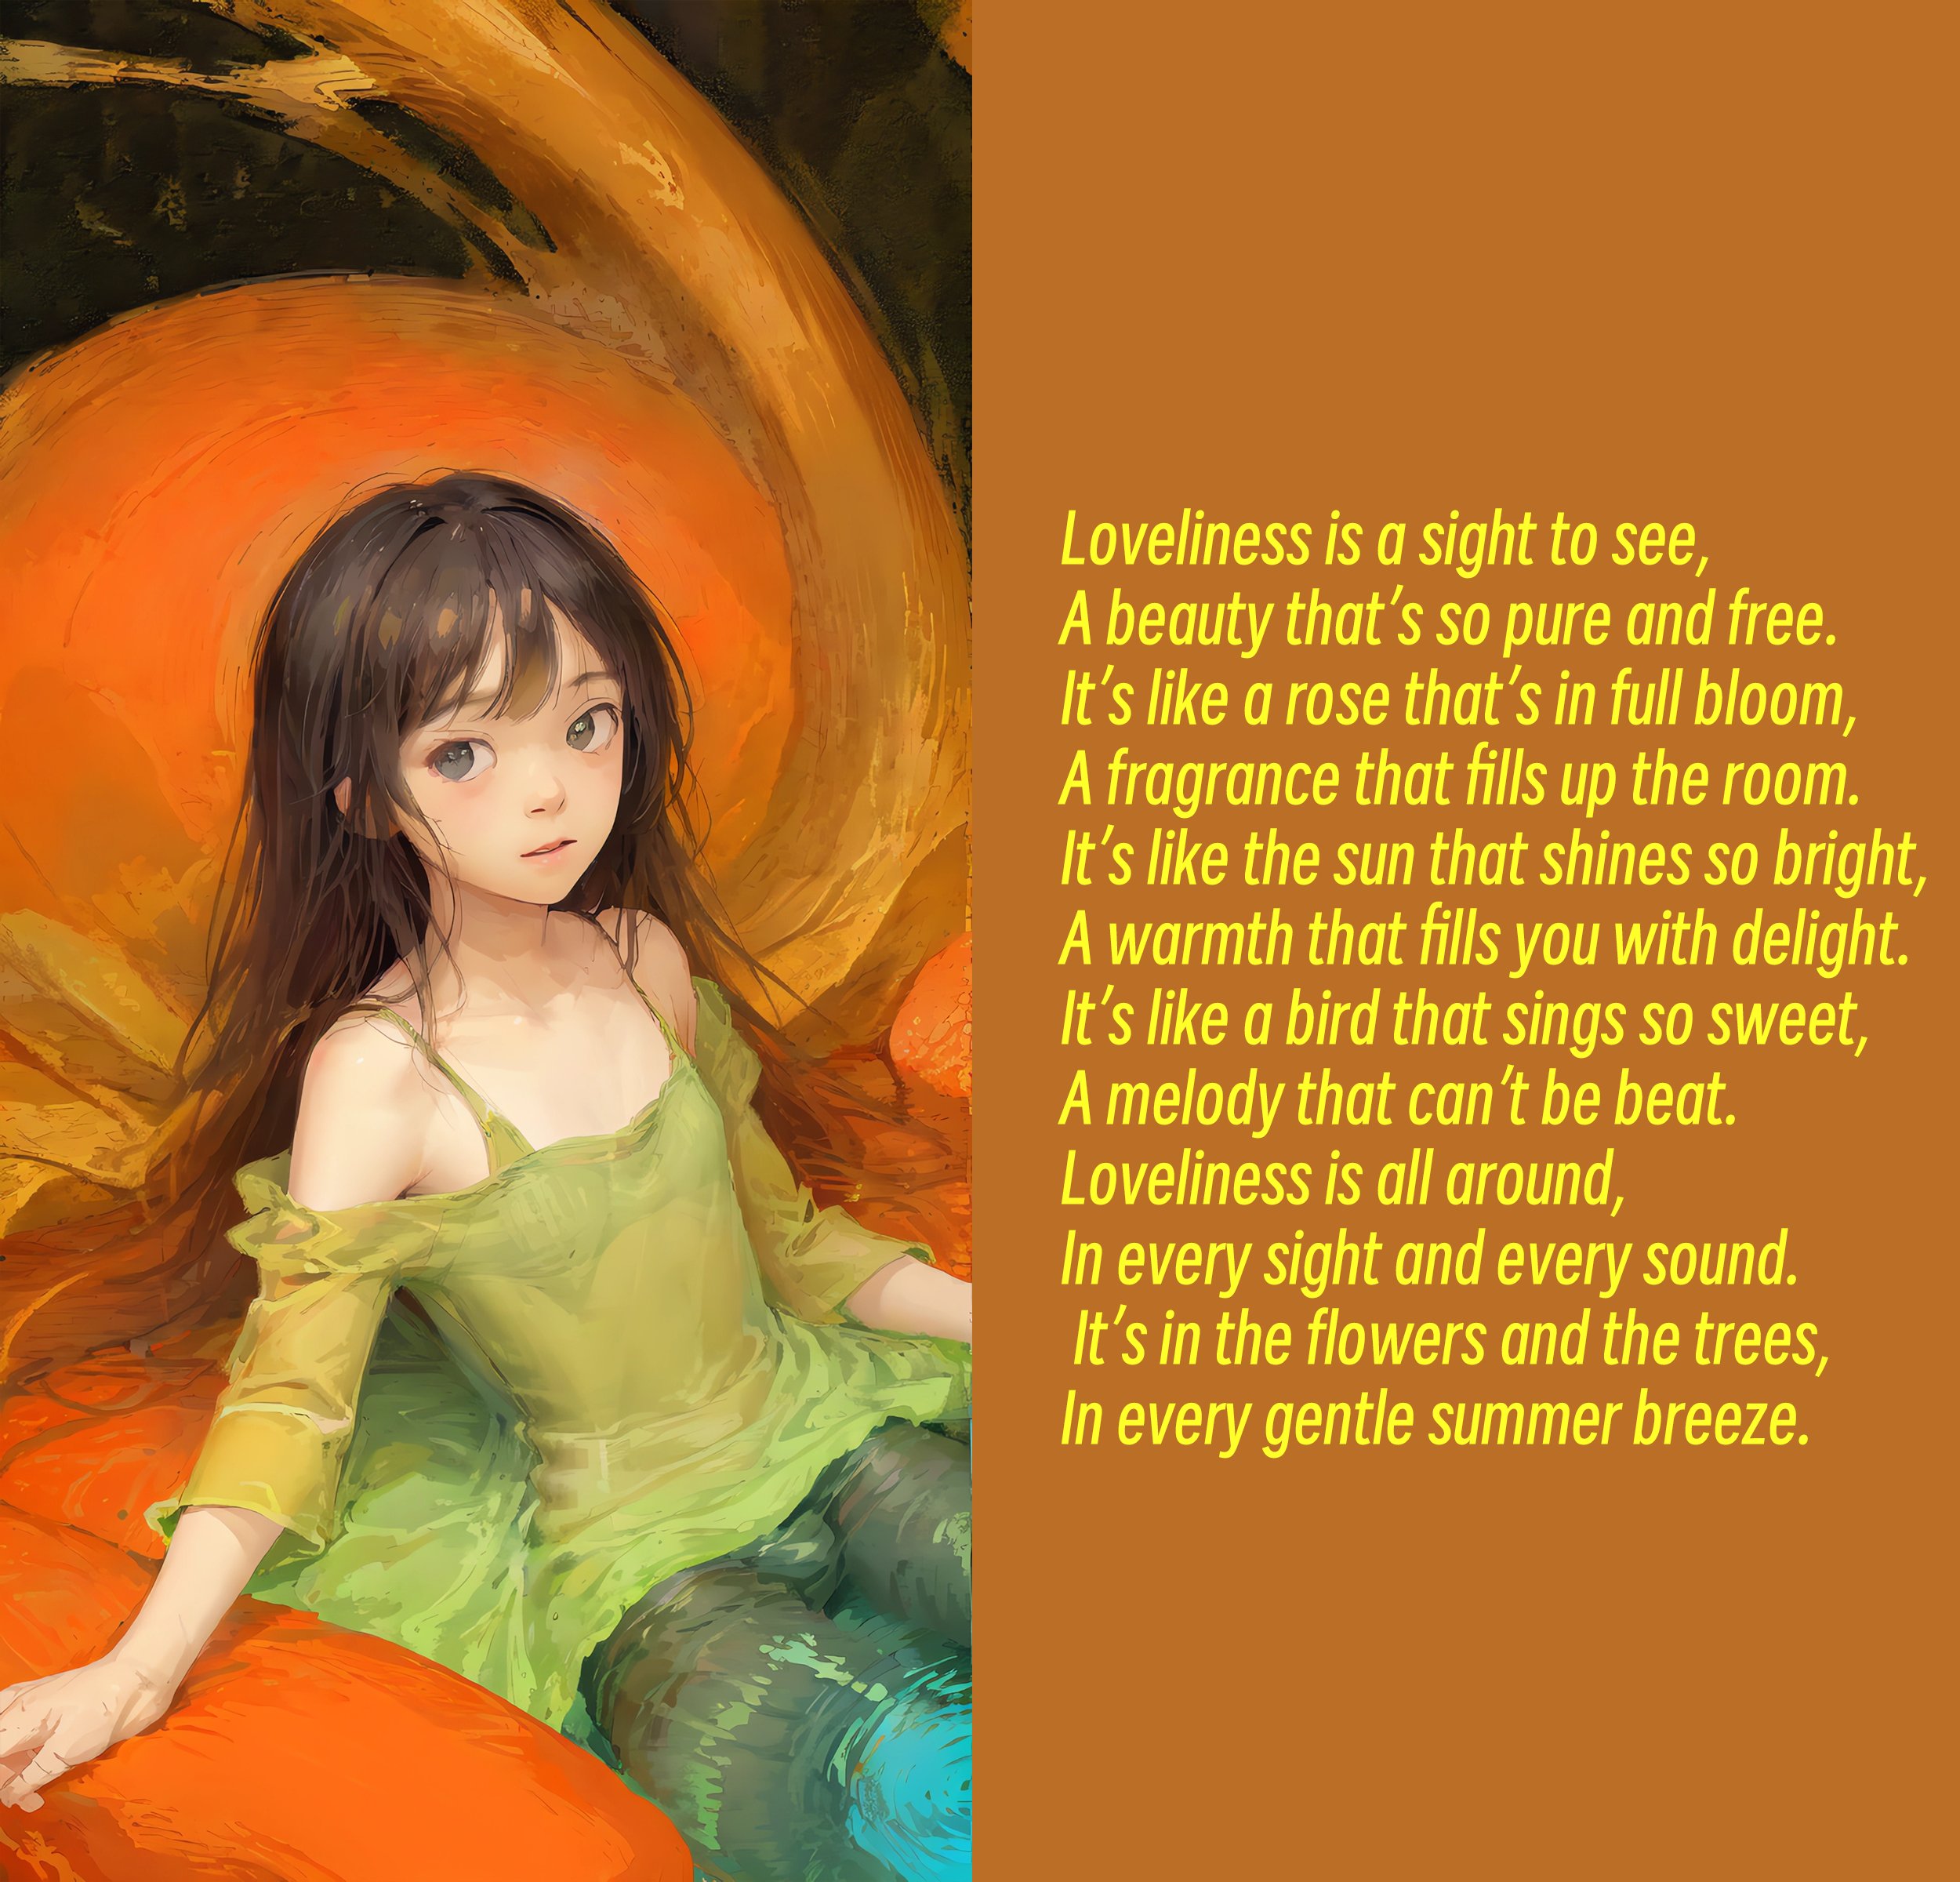 Loveliness is a sight to see,
A beauty that’s so pure and free.
It’s like a rose that’s in full bloom,
A fragrance that fills up the room.
It’s like the sun that shines so bright,
A warmth that fills you with delight.
It’s like a bird that sings so sweet,
A melody that can’t be beat.
Loveliness is all around,
In every sight and every sound.
It’s in the flowers and the trees,
In every gentle summer breeze.